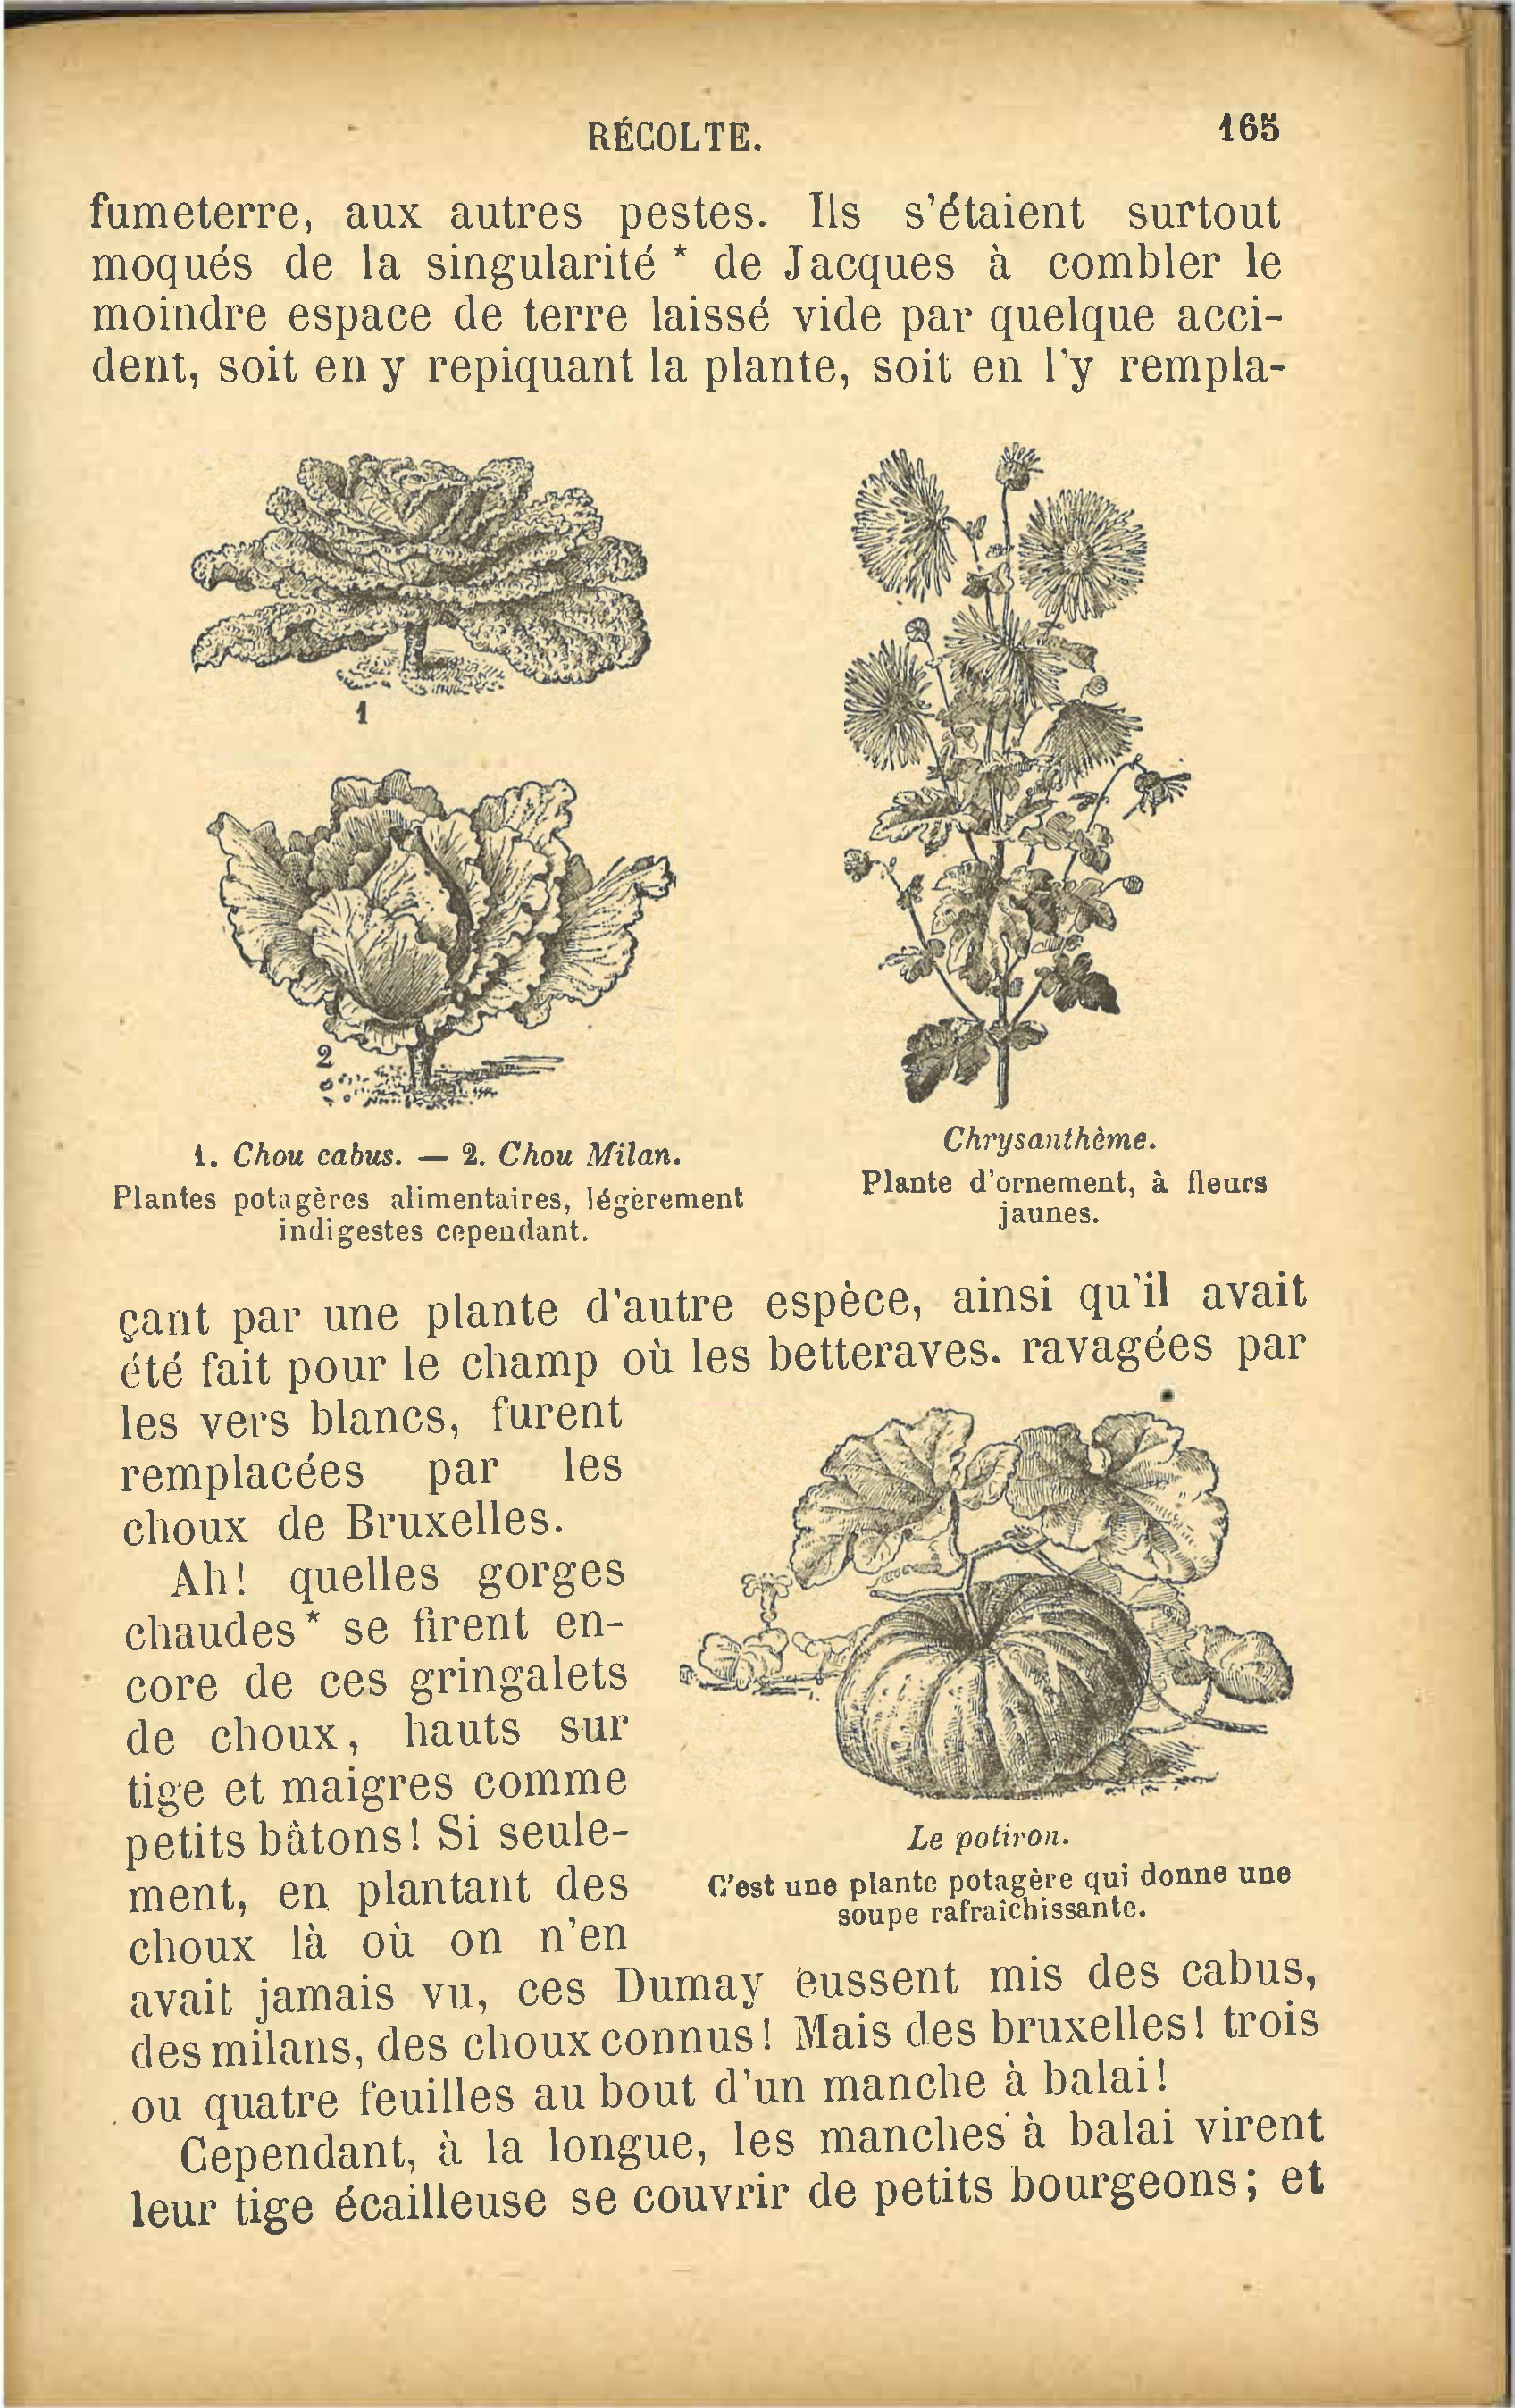 RÉCOLTE.
165
fumeterre, aux autres pestes. Ils s'étaient surtout
moqués de la singularité * de Jacques à combler le
moindre espace de terre laissé vide par quelque acci-
dent, soit en y repiquant la plante, soit en l'y rempla-
1
2
1. Chou cabus. — 2. Chou Milan.
Plantes potagères alimentaires, légèrement
indigestes cependant.
Chrysanthème.
Plante d'ornement, à fleurs
jaunes.
çant par une plante d'autre espèce, ainsi qu'il avait
été fait pour le champ où les betteraves. ravagées par
les vers blancs, furent
remplacées par les
choux de Bruxelles.
Ah! quelles gorges
chaudes * se firent en-
core de ces gringalets
de choux, hauts sur
tige et maigres comme
petits bâtons! Si seule-
ment, en plantant des
choux là où on n'en
Le potiron.
C'est une plante potagère qui donne une
soupe rafraîchissante.
avait jamais vu, ces Dumay eussent mis des cabus,
des milans, des choux connus! Mais des bruxelles! trois
ou quatre feuilles au bout d'un manche à balai!
Cependant, à la longue, les manches à balai virent
leur tige écailleuse se couvrir de petits bourgeons; et